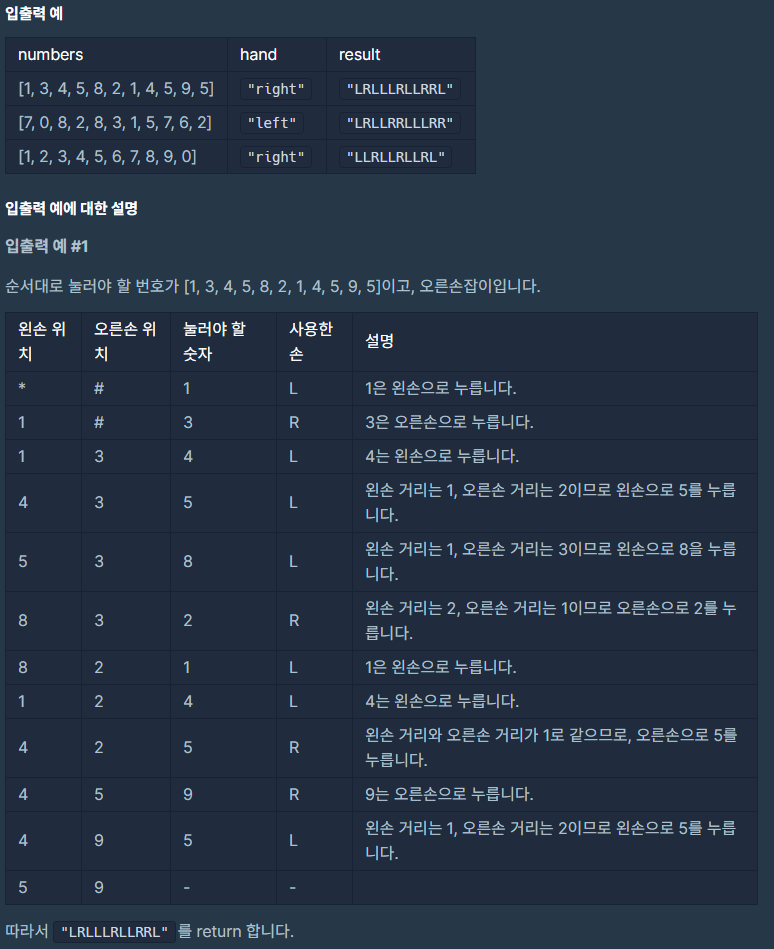 입출력 예
numbers hand result
[1, 3, 4, 5, 8, 2, 1, 4, 5, 9, 5] "right" "LRLLLRLLRRL"
[7, 0, 8, 2, 8, 3, 1, 5, 7, 6, 2] "left" "LRLLRRLLLRR"
[1, 2, 3, 4, 5, 6, 7, 8, 9, 0] "right" "LLRLLRLLRL"
입출력 예에 대한 설명
입출력 예 #1
순서대로 눌러야 할 번호가 [1, 3, 4, 5, 8, 2, 1, 4, 5, 9, 5]이고, 오른손잡이입니다.
왼손 위 오른손 위 눌러야 할 사용한 설명
치 치 숫자 손
* # 1 L 1은 왼손으로 누릅니다.
1 # 3 R 3은 오른손으로 누릅니다.
1 3 4 L 4는 왼손으로 누릅니다.
4 3 5 L 왼손 거리는 1, 오른손 거리는 2이므로 왼손으로 5를 누릅
니다.
5 3 8 L 왼손 거리는 1, 오른손 거리는 3이므로 왼손으로 8을 누릅
니다.
8 3 2 R 왼손 거리는 2, 오른손 거리는 1이므로 오른손으로 2를 누
릅니다.
8 2 1 L 1은 왼손으로 누릅니다.
1 2 4 L 4는 왼손으로 누릅니다.
4 2 5 R 왼손 거리와 오른손 거리가 1로 같으므로, 오른손으로 5를
누릅니다.
4 5 9 R 9는 오른손으로 누릅니다.
4 9 5 L 왼손 거리는 1, 오른손 거리는 2이므로 왼손으로 5를 누릅
니다.
5 9 - -
따라서 "LRLLLRLLRRL" 를 return 합니다.